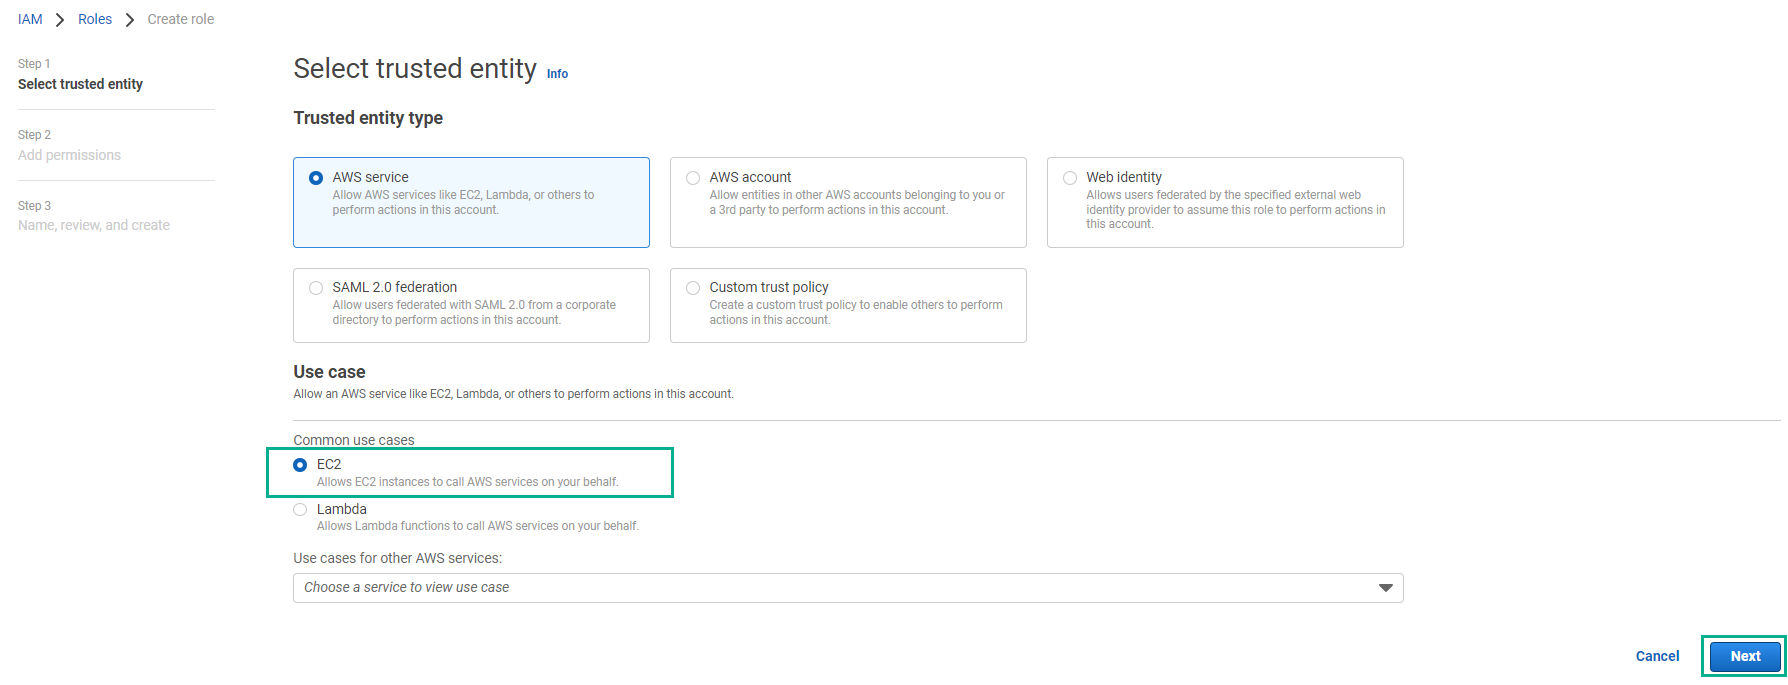 IAM > Roles > Create role
Step 1
Select trusted entity
Step 2
Add permissions
Step 3
Name, review, and create
Select trusted entity Info
Trusted entity type
AWS service
Allow AWS services like EC2, Lambda, or others to
perform actions in this account.
AWS account
Allow entities in other AWS accounts belonging to you or
a 3rd party to perform actions in this account.
Web identity
Allows users federated by the specified external web
identity provider to assume this role to perform actions in
this account.
SAML 2.0 federation
Allow users federated with SAML 2.0 from a corporate
directory to perform actions in this account.
Custom trust policy
Create a custom trust policy to enable others to perform
actions in this account.
Use case
Allow an AWS service like EC2, Lambda, or others to perform actions in this account.
Common use cases
EC2
Allows EC2 instances to call AWS services on your behalf.
Lambda
Allows Lambda functions to call AWS services on your behalf.
Use cases for other AWS services:
Choose a service to view use case
Cancel
Next